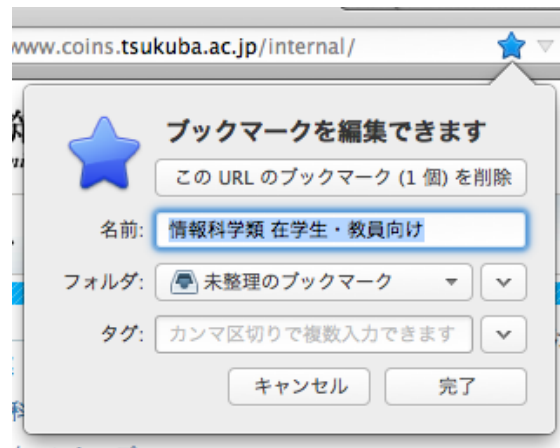 www.coins.tsukuba.ac.jp/internal/
ブックマークを編集できます
この URL のブックマーク (1 個) を削除
名前: 情報科学類 在学生・教員向け
フォルダ: 未整理のブックマーク
タグ: カンマ区切りで複数入力できます
キャンセル 完了